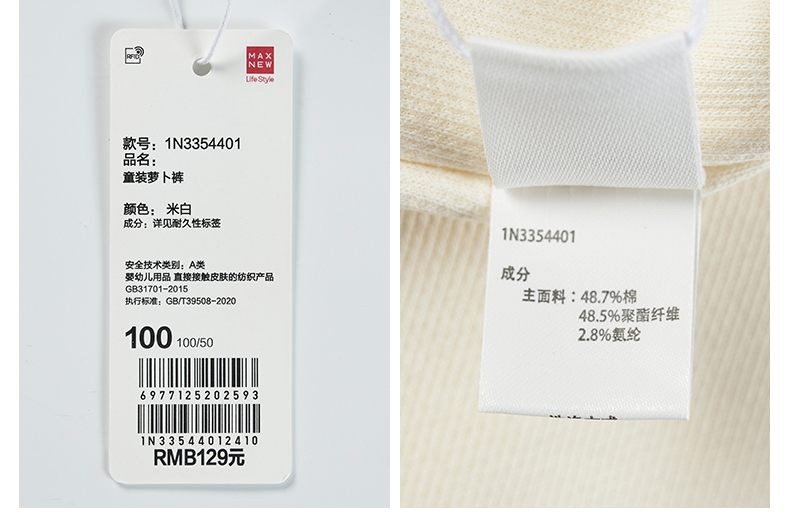 RFID
MAX
NEW
Life Style
款号：1N3354401
品名：
童装萝卜裤
颜色： 米白
成分：详见耐久性标签
安全技术类别：A类
婴幼儿用品 直接接触皮肤的纺织产品
GB31701-2015
执行标准：GB/T39508-2020
100 100/50
6977125202593
1N33544012410
RMB129元
1N3354401
成分
主面料：48.7%棉
48.5%聚酯纤维
2.8%氨纶